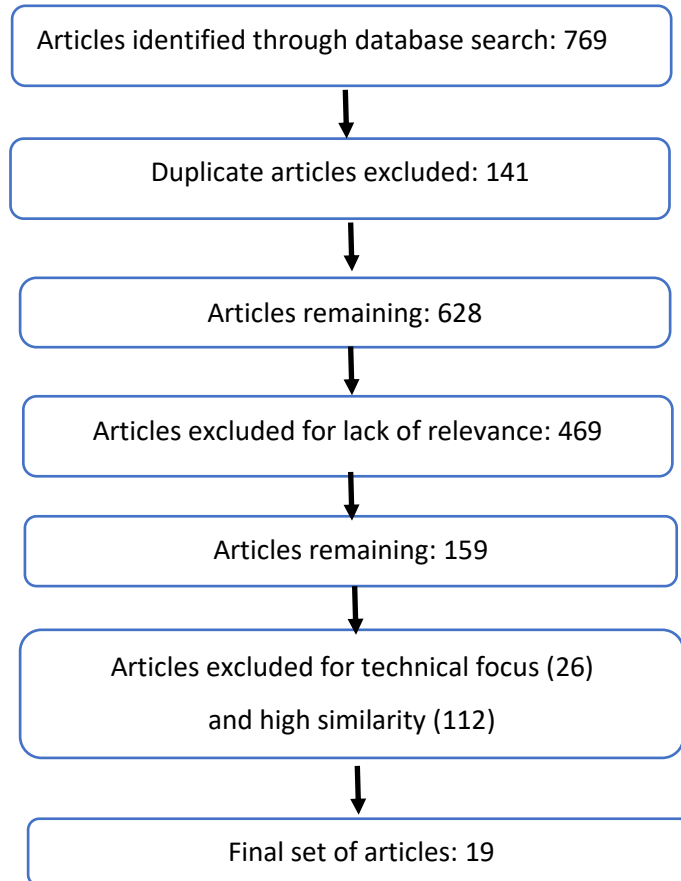 Articles identified through database search: 769
Duplicate articles excluded: 141
Articles remaining: 628
Articles excluded for lack of relevance: 469
Articles remaining: 159
Articles excluded for technical focus (26)
and high similarity (112)
Final set of articles: 19